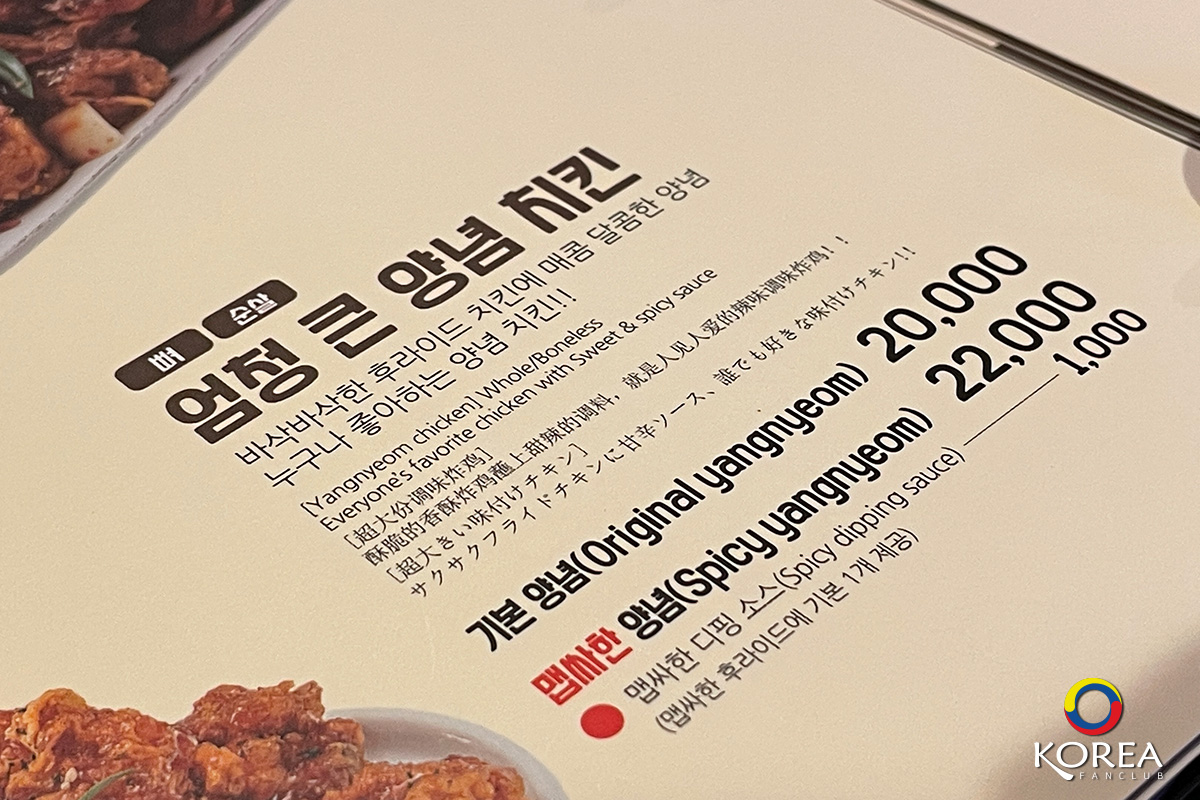 뼈 순살
엄청 큰 양념 치킨
바삭바삭한 후라이드 치킨에 매콤 달콤한 양념
누구나 좋아하는 양념 치킨!!
[Yangnyeom chicken] Whole/Boneless
Everyone's favorite chicken with Sweet & spicy sauce
[超大份调味炸鸡]
酥脆的香酥炸鸡蘸上甜辣的调料，就是人见人爱的辣味调味炸鸡！！
[超大きい味付けチキン]
サクサクフライドチキンに甘辛ソース、誰でも好きな味付けチキン!!
기본 양념(Original yangnyeom) 20,000
맵싸한 양념(Spicy yangnyeom) 22,000
맵싸한 디핑 소스(Spicy dipping sauce) 1,000
(맵싸한 후라이드에 기본 1개 제공)
KOREA
FANCLUB